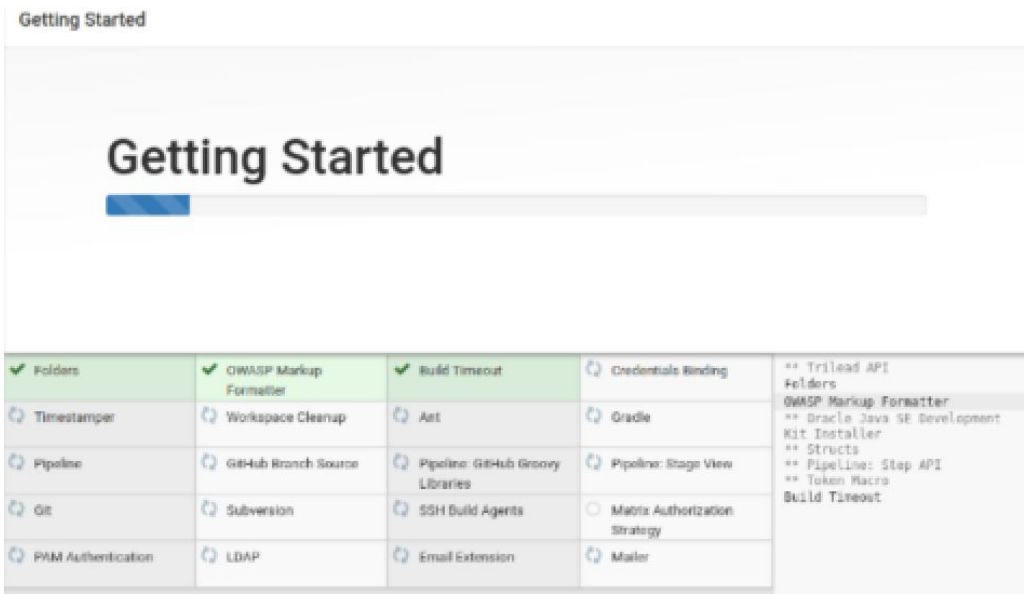 Getting Started
Getting Started
Folders
OWASP Markup
Formatter
Build Timeout
Credentials Binding
Timestamper
Workspace Cleanup
Ant
Gradle
Pipeline
GitHub Branch Source
Pipeline: GitHub Groovy
Libraries
Pipeline: Stage View
Git
Subversion
SSH Build Agents
Matrix Authorization
Strategy
PAM Authentication
LDAP
Email Extension
Mailer
** Trilead API
Folders
OWASP Markup Formatter
** Oracle Java SE Development
Kit Installer
** Structs
** Pipeline: Step API
** Token Macro
Build Timeout